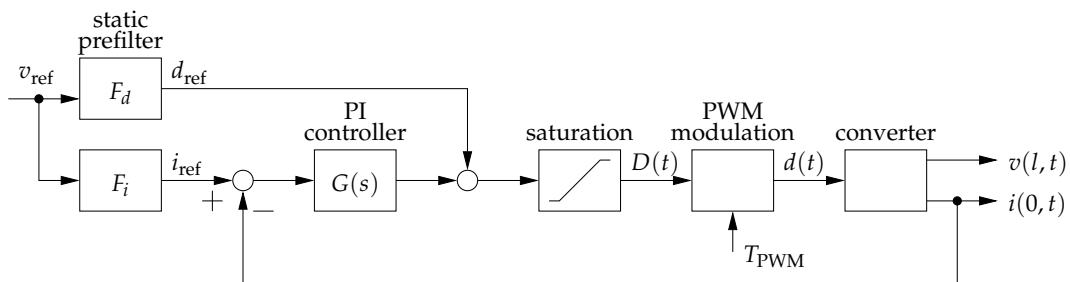 static
prefilter
v_ref
F_d
d_ref
PI
controller
PWM
modulation
saturation
converter
F_i
i_ref
+
−
G(s)
D(t)
d(t)
v(l, t)
i(0, t)
T_PWM